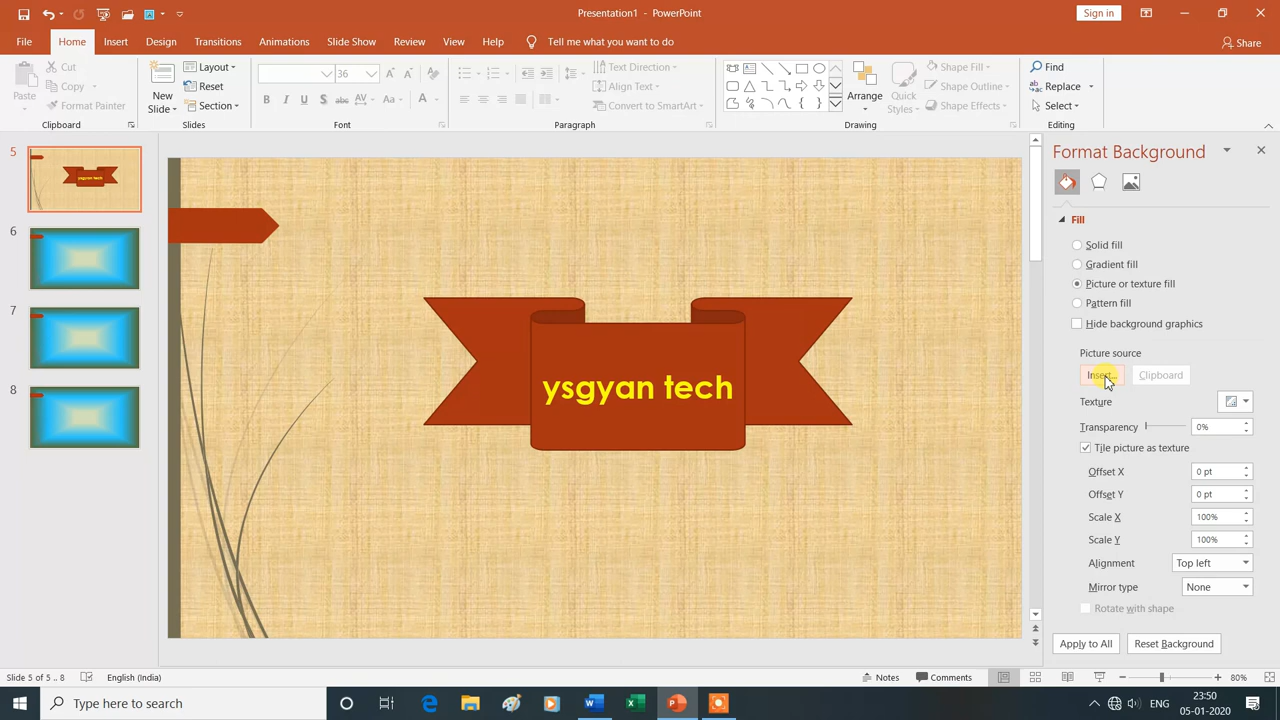 Presentation1 - PowerPoint
Sign in
File
Home
Insert
Design
Transitions
Animations
Slide Show
Review
View
Help
Tell me what you want to do
Share
Paste
Cut
Copy
Format Painter
Clipboard
New
Slide
Layout
Reset
Section
Slides
36
B I U S abc AV Aa A
Font
Text Direction
Align Text
Convert to SmartArt
Paragraph
Arrange
Quick
Styles
Shape Fill
Shape Outline
Shape Effects
Drawing
Find
Replace
Select
Editing
5
ysgyan tech
6
7
8
ysgyan tech
Format Background
Fill
Solid fill
Gradient fill
Picture or texture fill
Pattern fill
Hide background graphics
Picture source
Insert...
Clipboard
Texture
Transparency
0%
Tile picture as texture
Offset X
0 pt
Offset Y
0 pt
Scale X
100%
Scale Y
100%
Alignment
Top left
Mirror type
None
Rotate with shape
Apply to All
Reset Background
Slide 5 of 5 .. 8
English (India)
Notes
Comments
80%
Type here to search
ENG
23:50
05-01-2020